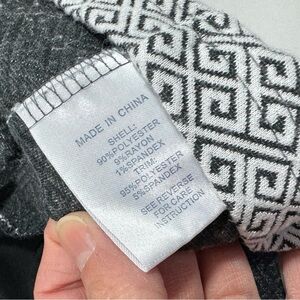 MADE IN CHINA
SHELL:
90%POLYESTER
9%RAYON
1%SPANDEX
TRIM:
95%POLYESTER
5%SPANDEX
SEE REVERSE
FOR CARE
INSTRUCTION